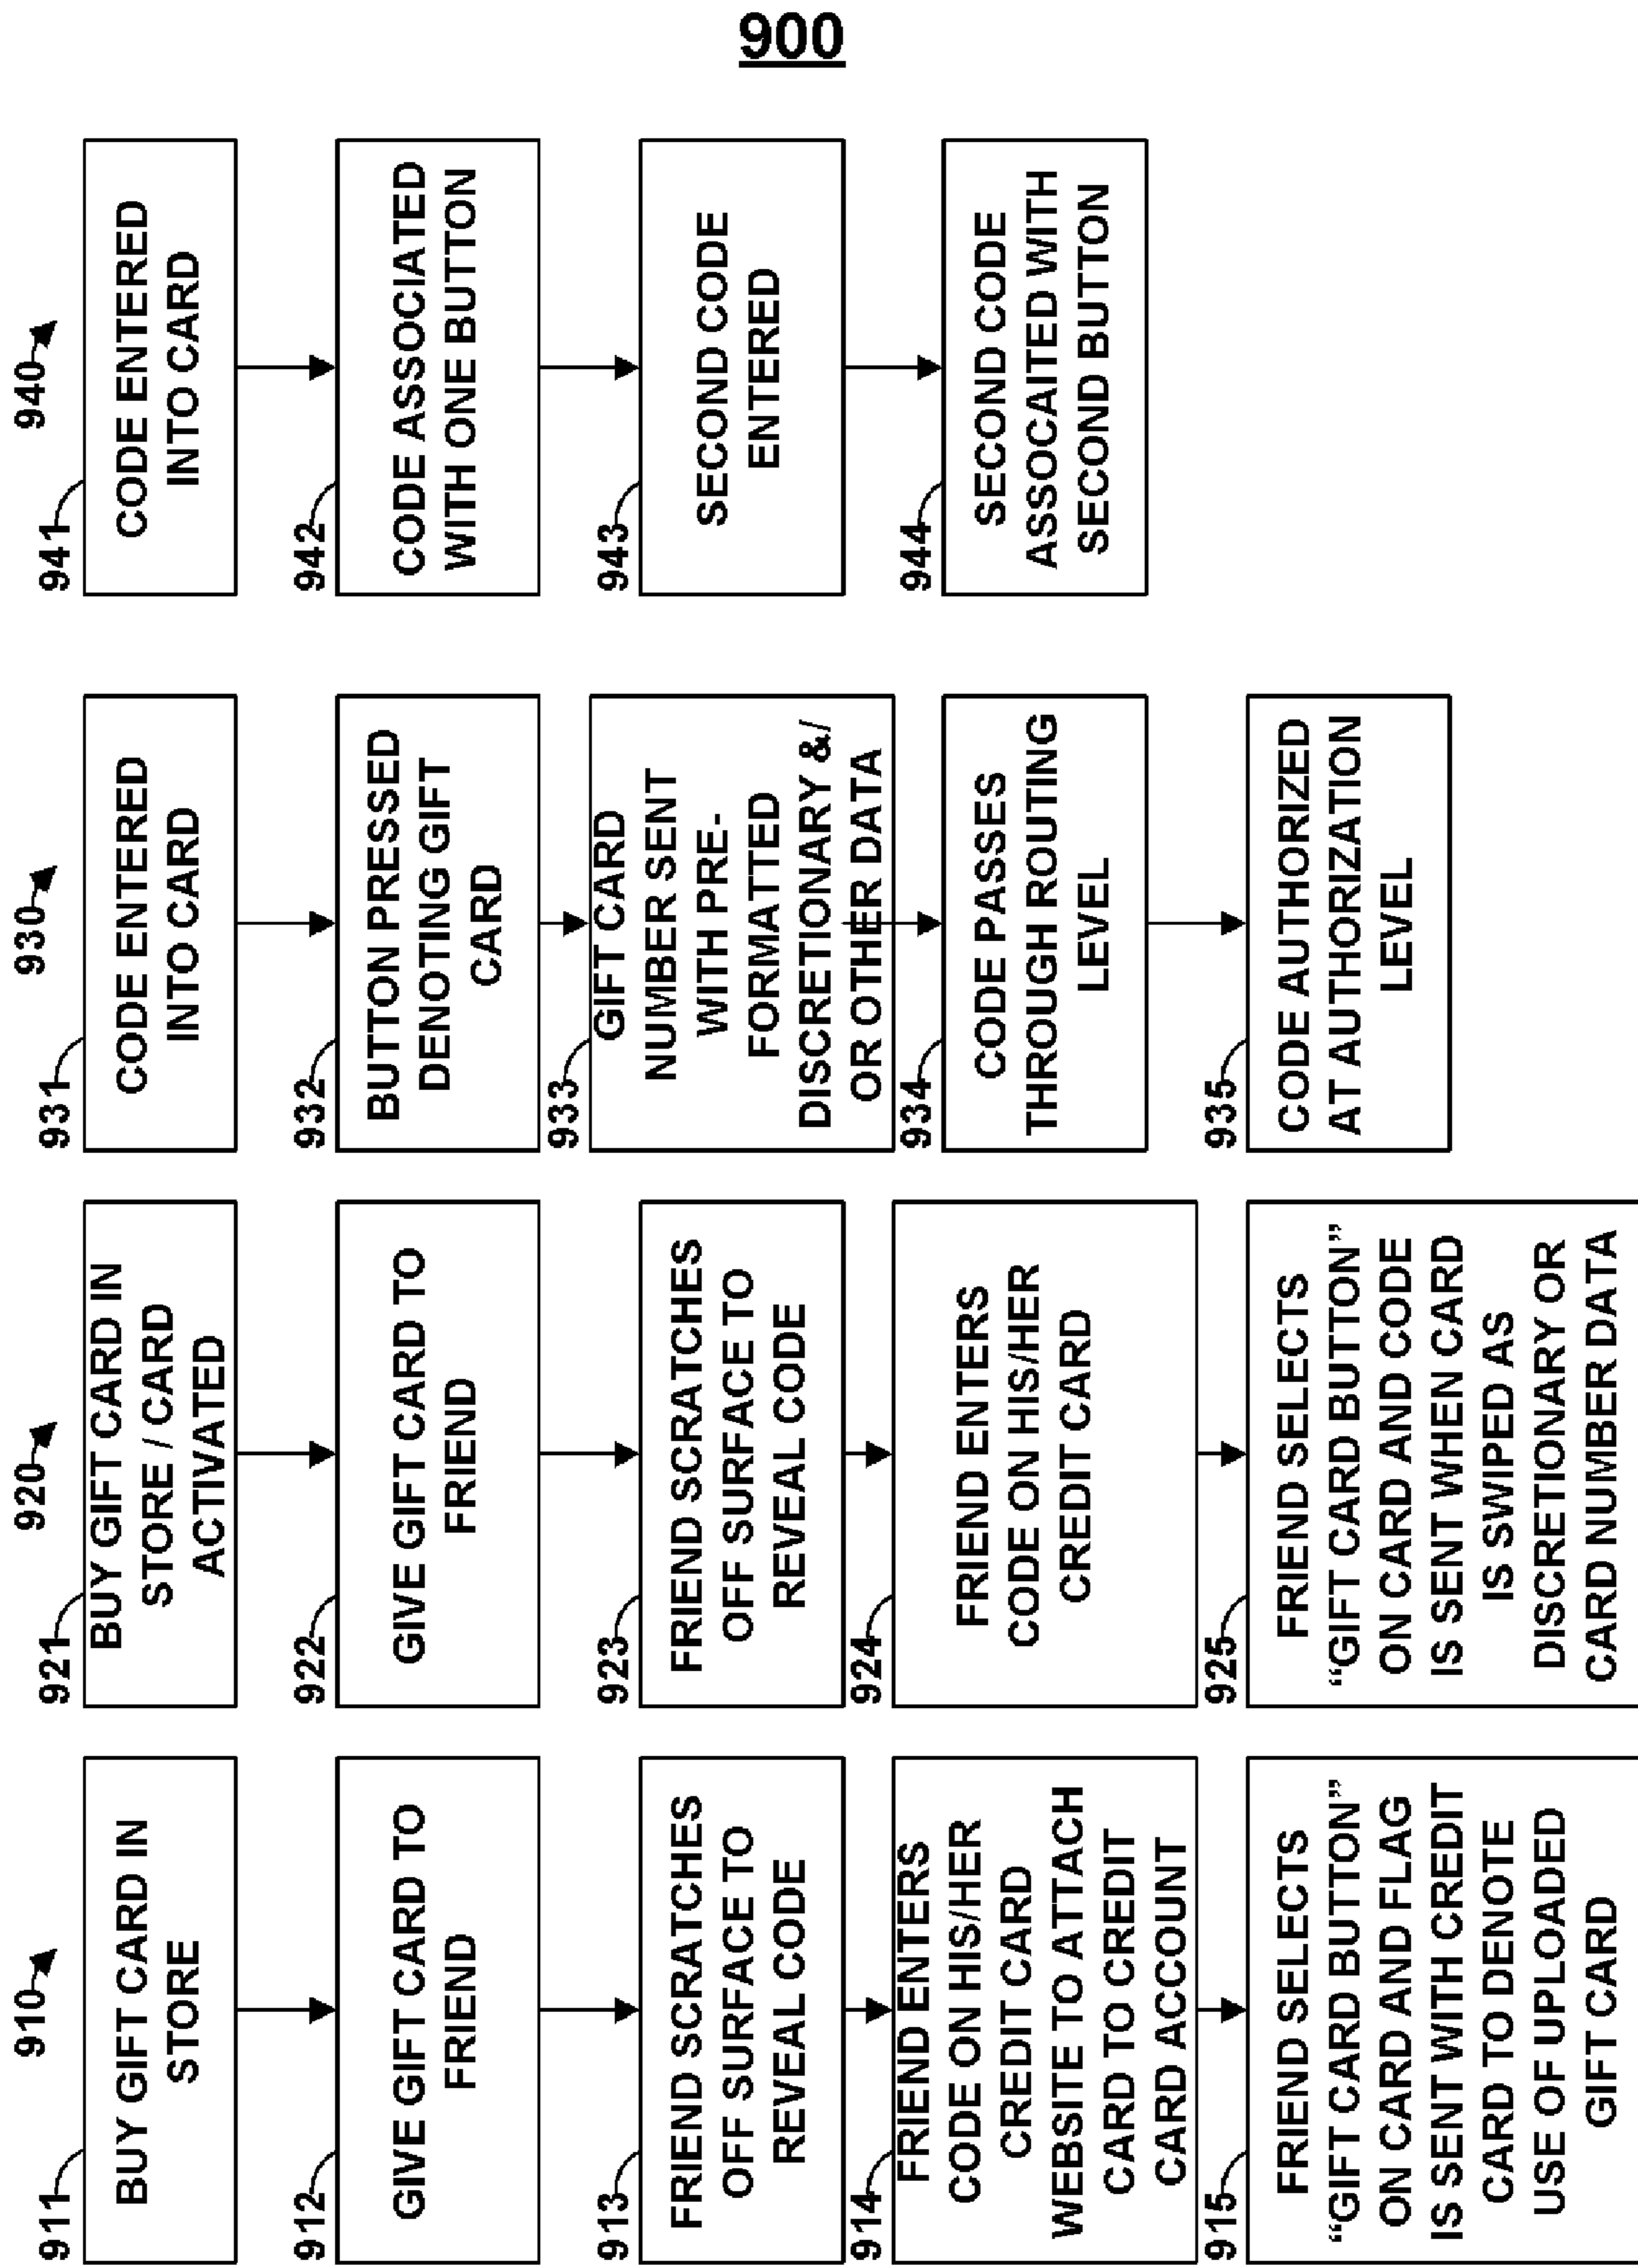 900
910
911
BUY GIFT CARD IN
STORE
912
GIVE GIFT CARD TO
FRIEND
913
FRIEND SCRATCHES
OFF SURFACE TO
REVEAL CODE
914
FRIEND ENTERS
CODE ON HIS/HER
CREDIT CARD
WEBSITE TO ATTACH
CARD TO CREDIT
CARD ACCOUNT
915
FRIEND SELECTS
“GIFT CARD BUTTON”
ON CARD AND FLAG
IS SENT WITH CREDIT
CARD TO DENOTE
USE OF UPLOADED
GIFT CARD
920
921
BUY GIFT CARD IN
STORE / CARD
ACTIVATED
922
GIVE GIFT CARD TO
FRIEND
923
FRIEND SCRATCHES
OFF SURFACE TO
REVEAL CODE
924
FRIEND ENTERS
CODE ON HIS/HER
CREDIT CARD
925
FRIEND SELECTS
“GIFT CARD BUTTON”
ON CARD AND CODE
IS SENT WHEN CARD
IS SWIPED AS
DISCRETIONARY OR
CARD NUMBER DATA
930
931
CODE ENTERED
INTO CARD
932
BUTTON PRESSED
DENOTING GIFT
CARD
933
GIFT CARD
NUMBER SENT
WITH PRE-
FORMATTED
DISCRETIONARY &/
OR OTHER DATA
934
CODE PASSES
THROUGH ROUTING
LEVEL
935
CODE AUTHORIZED
AT AUTHORIZATION
LEVEL
940
941
CODE ENTERED
INTO CARD
942
CODE ASSOCIATED
WITH ONE BUTTON
943
SECOND CODE
ENTERED
944
SECOND CODE
ASSOCAITED WITH
SECOND BUTTON